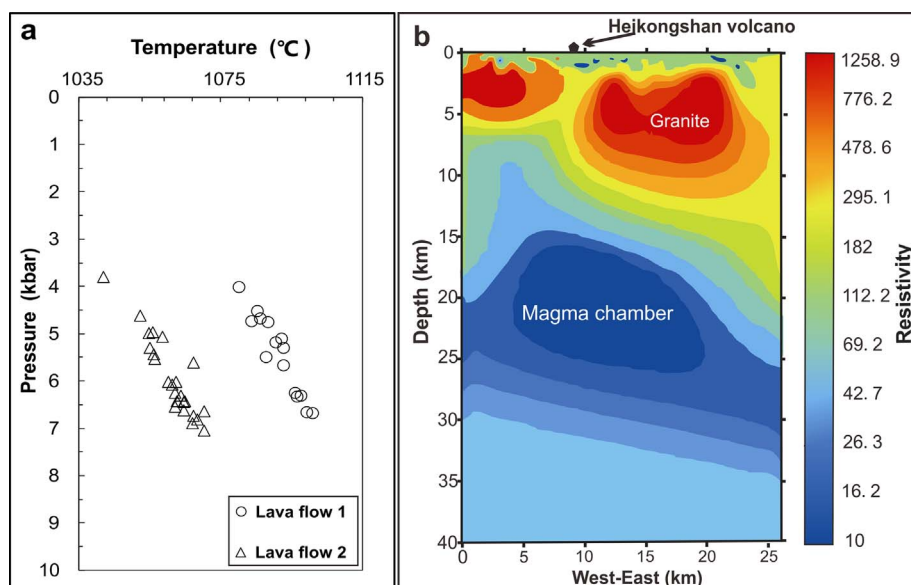 a
Temperature (℃)
1035 1075 1115
Pressure (kbar)
0
1
2
3
4
5
6
7
8
9
10
Lava flow 1
Lava flow 2
b
Heikongshan volcano
Depth (km)
0
5
10
15
20
25
30
35
40
Granite
Magma chamber
0 5 10 15 20 25
West-East (km)
1258. 9
776. 2
478. 6
295. 1
182
112. 2
69. 2
42. 7
26. 3
16. 2
10
Resistivity